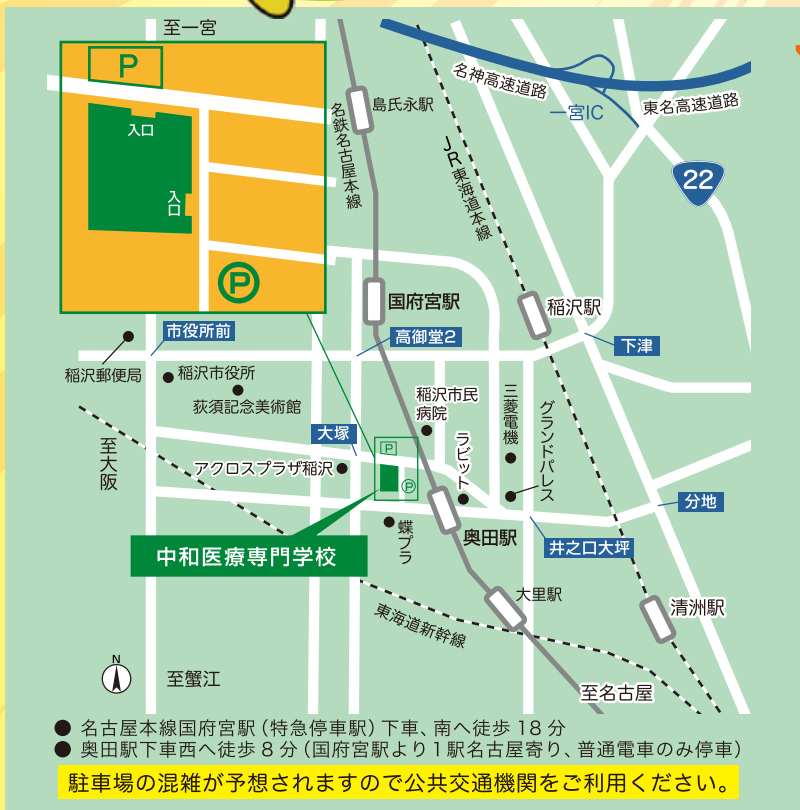 至一宮
P
入口
入口
P
名鉄名古屋本線
島氏永駅
名神高速道路
一宮IC
東名高速道路
22
JR東海道本線
国府宮駅
稲沢駅
市役所前
高御堂2
下津
稲沢郵便局
稲沢市役所
荻須記念美術館
稲沢市民
病院
三菱電機
グランドパレス
ラビット
大塚
至大阪
アクロスプラザ稲沢
P
P
分地
蝶プラ
奥田駅
井之口大坪
中和医療専門学校
大里駅
清洲駅
東海道新幹線
N
至蟹江
至名古屋
● 名古屋本線国府宮駅（特急停車駅）下車、南へ徒歩18分
● 奥田駅下車西へ徒歩8分（国府宮駅より1駅名古屋寄り、普通電車のみ停車）
駐車場の混雑が予想されますので公共交通機関をご利用ください。